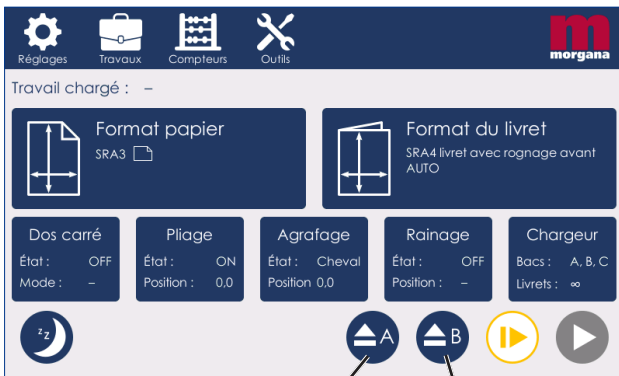 Réglages Travaux Compteurs Outils morgana
Travail chargé : –
Format papier
SRA3
Format du livret
SRA4 livret avec rognage avant
AUTO
Dos carré
État : OFF
Mode : –
Pliage
État : ON
Position : 0,0
Agrafage
État : Cheval
Position 0,0
Rainage
État : OFF
Position : –
Chargeur
Bacs : A, B, C
Livrets : ∞
z z A B